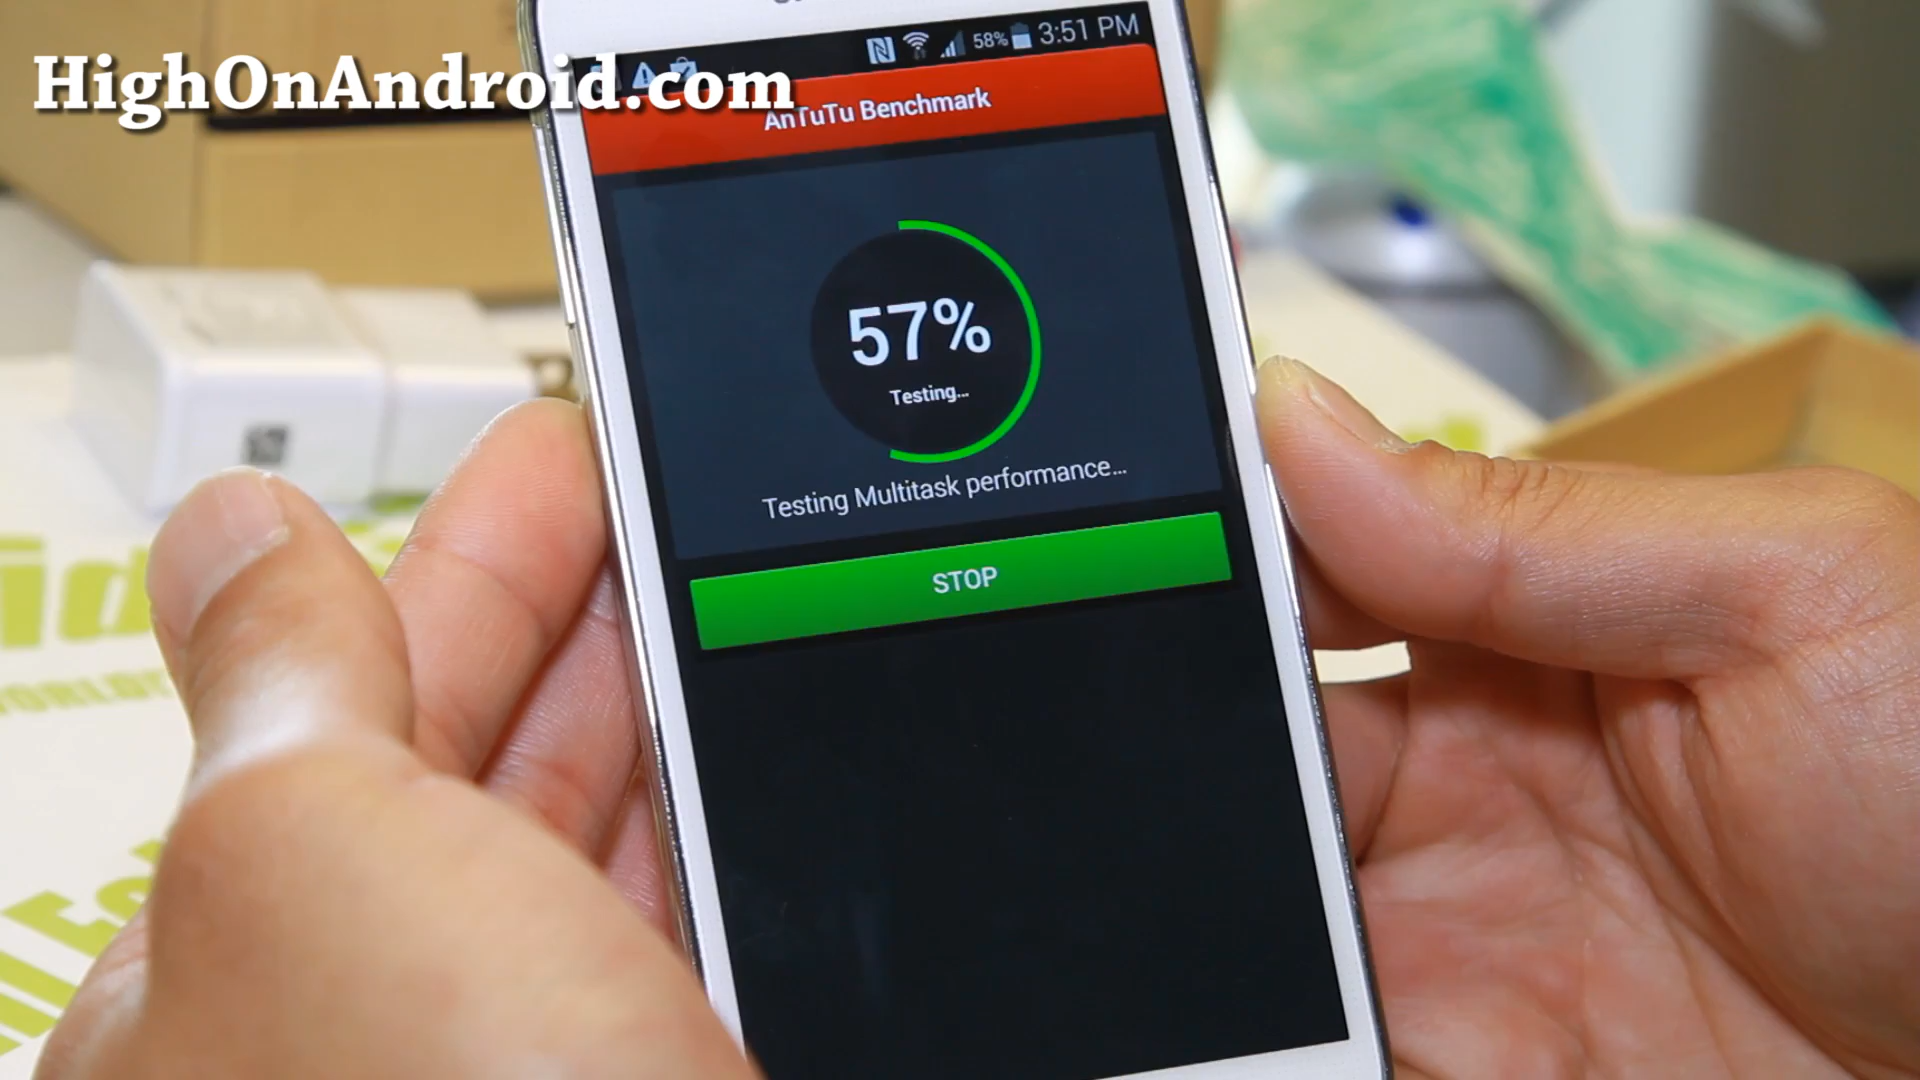 HighOnAndroid.com
58% 3:51 PM
AnTuTu Benchmark
57%
Testing...
Testing Multitask performance...
STOP